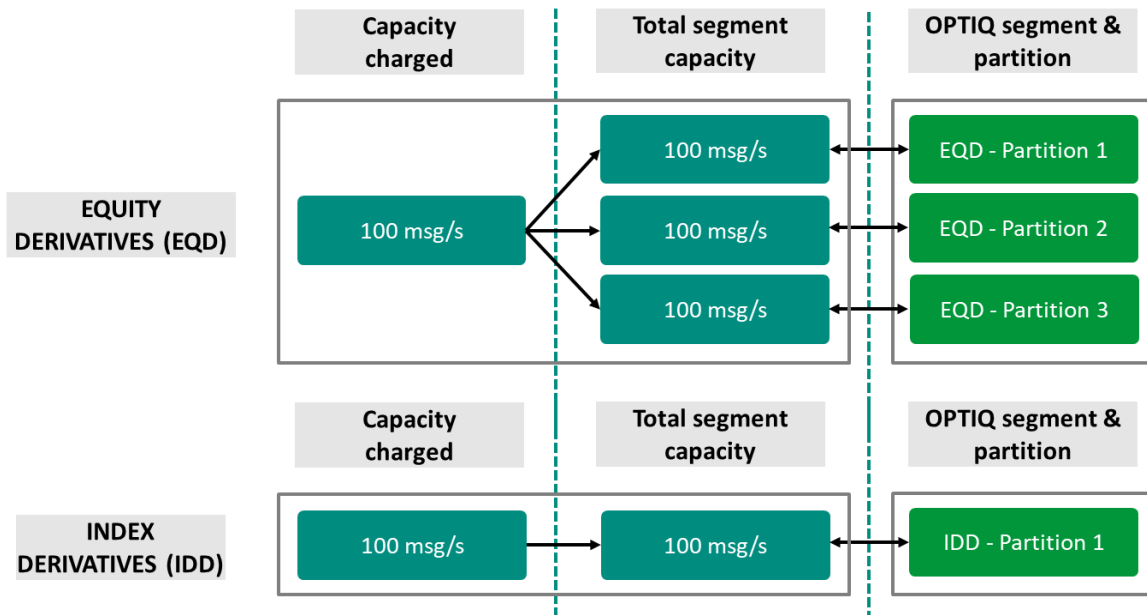 Capacity
charged
Total segment
capacity
OPTIQ segment &
partition
EQUITY
DERIVATIVES (EQD)
100 msg/s
100 msg/s
EQD - Partition 1
100 msg/s
EQD - Partition 2
100 msg/s
EQD - Partition 3
Capacity
charged
Total segment
capacity
OPTIQ segment &
partition
INDEX
DERIVATIVES (IDD)
100 msg/s
100 msg/s
IDD - Partition 1